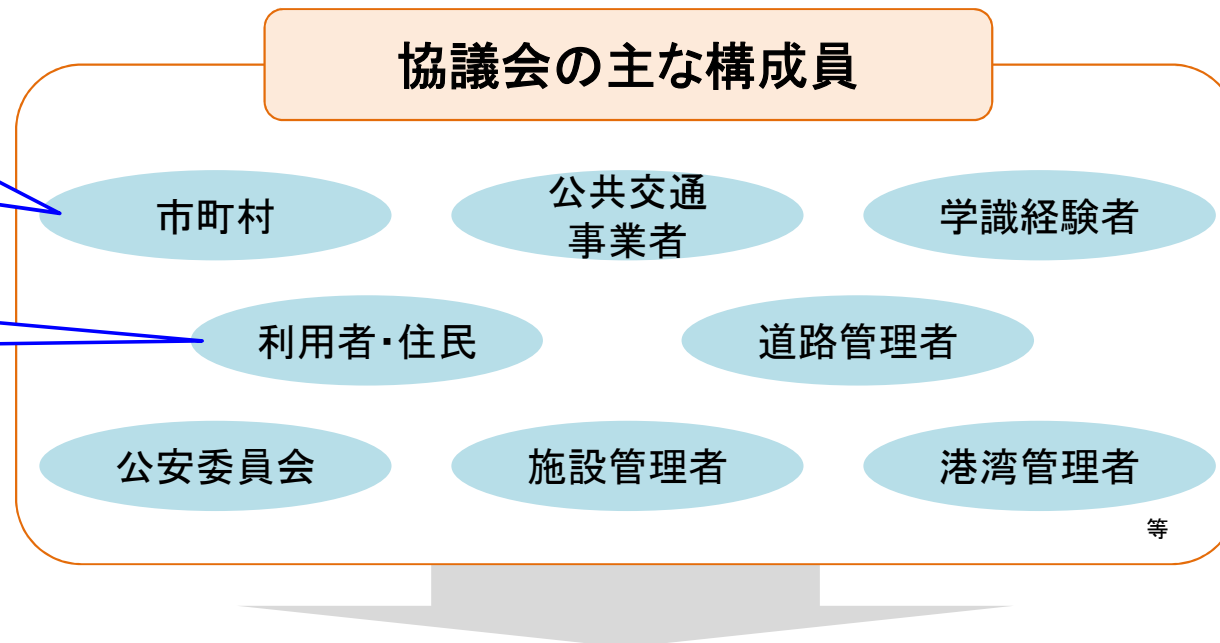 協議会の主な構成員
市町村
公共交通
事業者
学識経験者
利用者・住民
道路管理者
公安委員会
施設管理者
港湾管理者
等